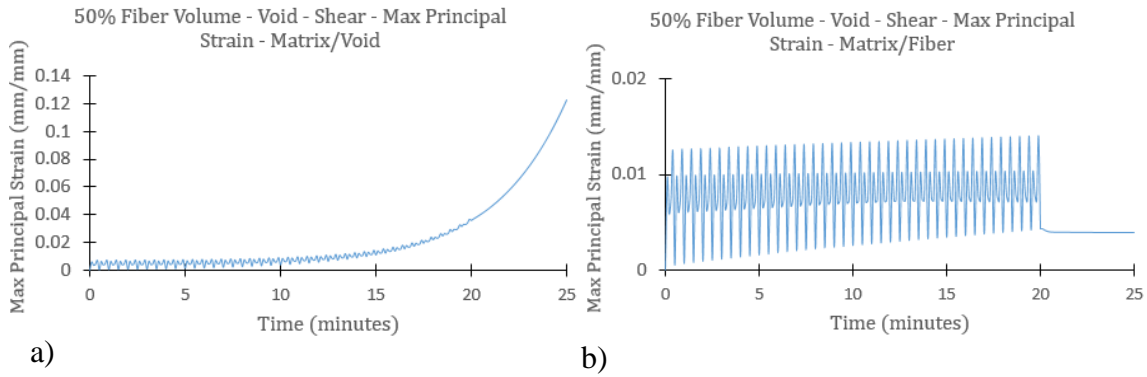 50% Fiber Volume - Void - Shear - Max Principal
Strain - Matrix/Void
Max Principal Strain (mm/mm)
0.14
0.12
0.1
0.08
0.06
0.04
0.02
0
0 5 10 15 20 25
Time (minutes)
a)
50% Fiber Volume - Void - Shear - Max Principal
Strain - Matrix/Fiber
Max Principal Strain (mm/mm)
0.02
0.01
0
0 5 10 15 20 25
Time (minutes)
b)